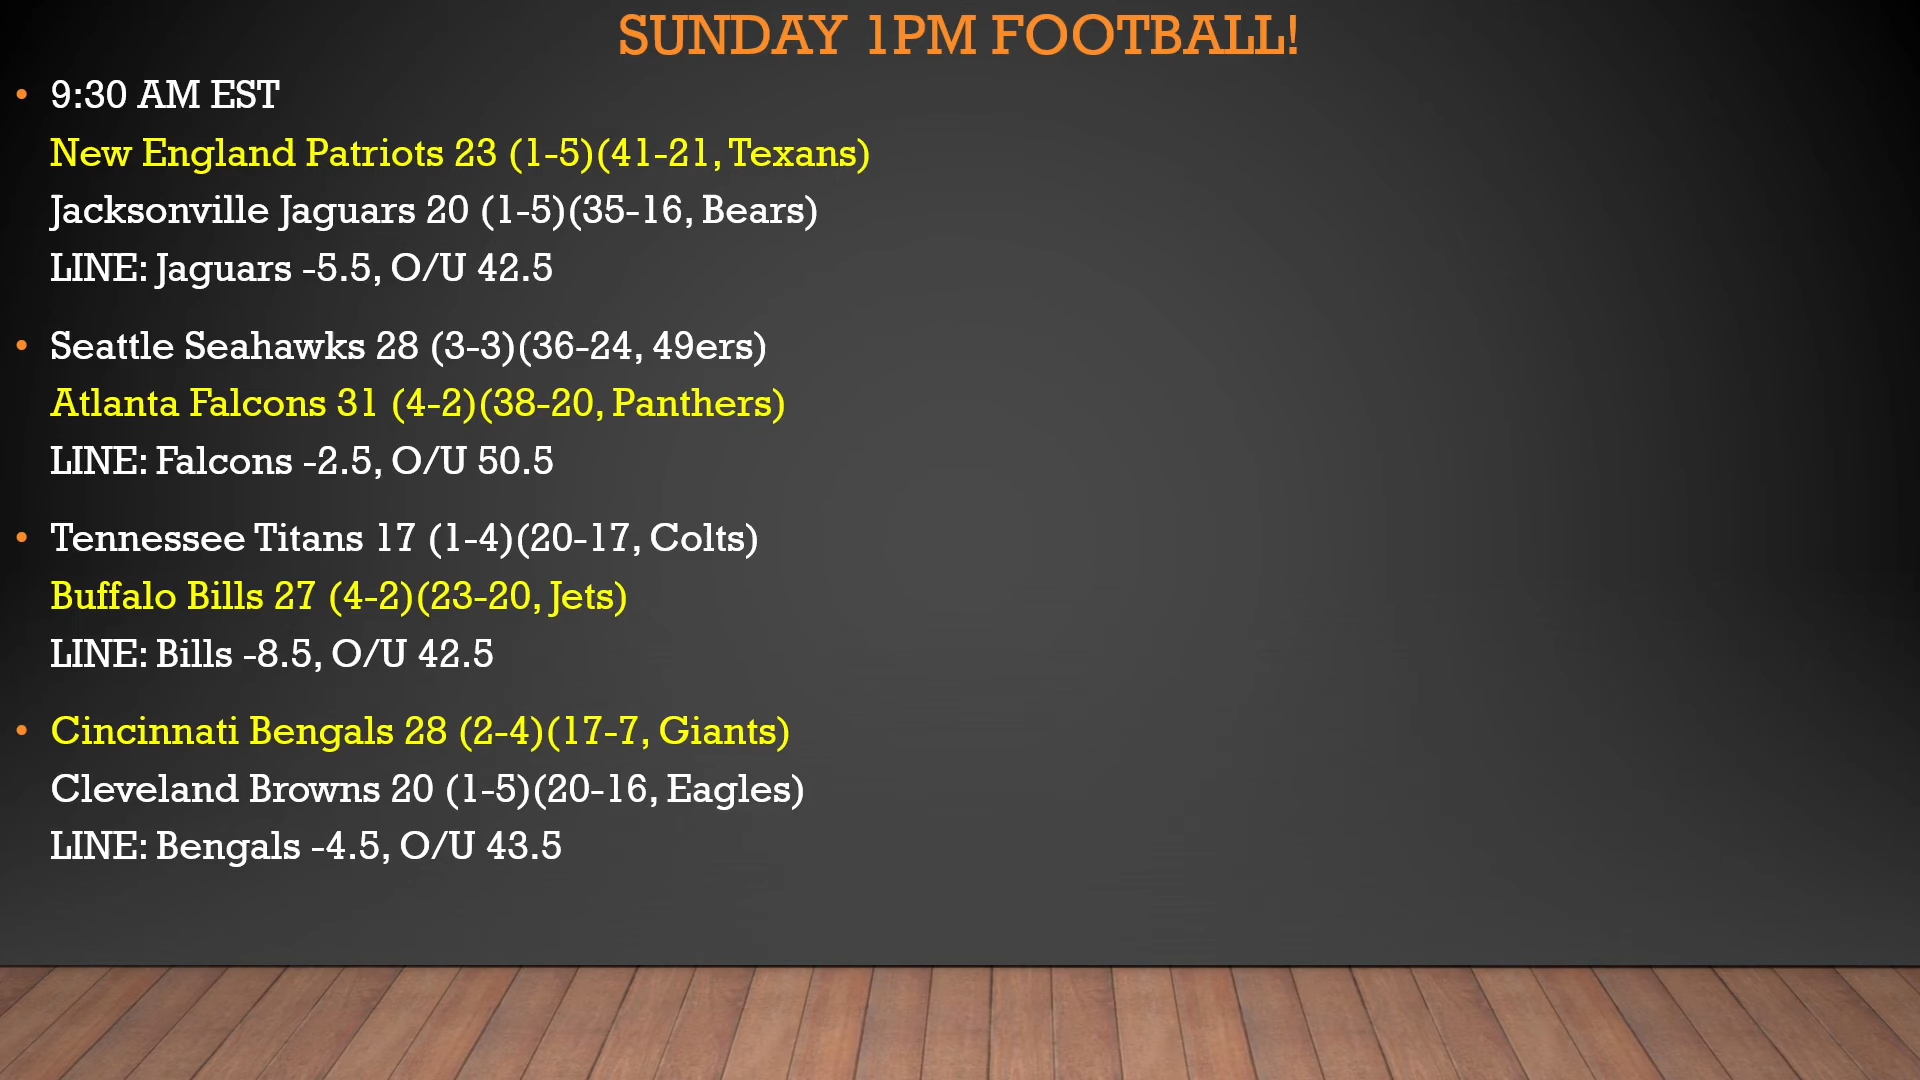 SUNDAY 1PM FOOTBALL!
• 9:30 AM EST
New England Patriots 23 (1-5)(41-21, Texans)
Jacksonville Jaguars 20 (1-5)(35-16, Bears)
LINE: Jaguars -5.5, O/U 42.5
• Seattle Seahawks 28 (3-3)(36-24, 49ers)
Atlanta Falcons 31 (4-2)(38-20, Panthers)
LINE: Falcons -2.5, O/U 50.5
• Tennessee Titans 17 (1-4)(20-17, Colts)
Buffalo Bills 27 (4-2)(23-20, Jets)
LINE: Bills -8.5, O/U 42.5
• Cincinnati Bengals 28 (2-4)(17-7, Giants)
Cleveland Browns 20 (1-5)(20-16, Eagles)
LINE: Bengals -4.5, O/U 43.5